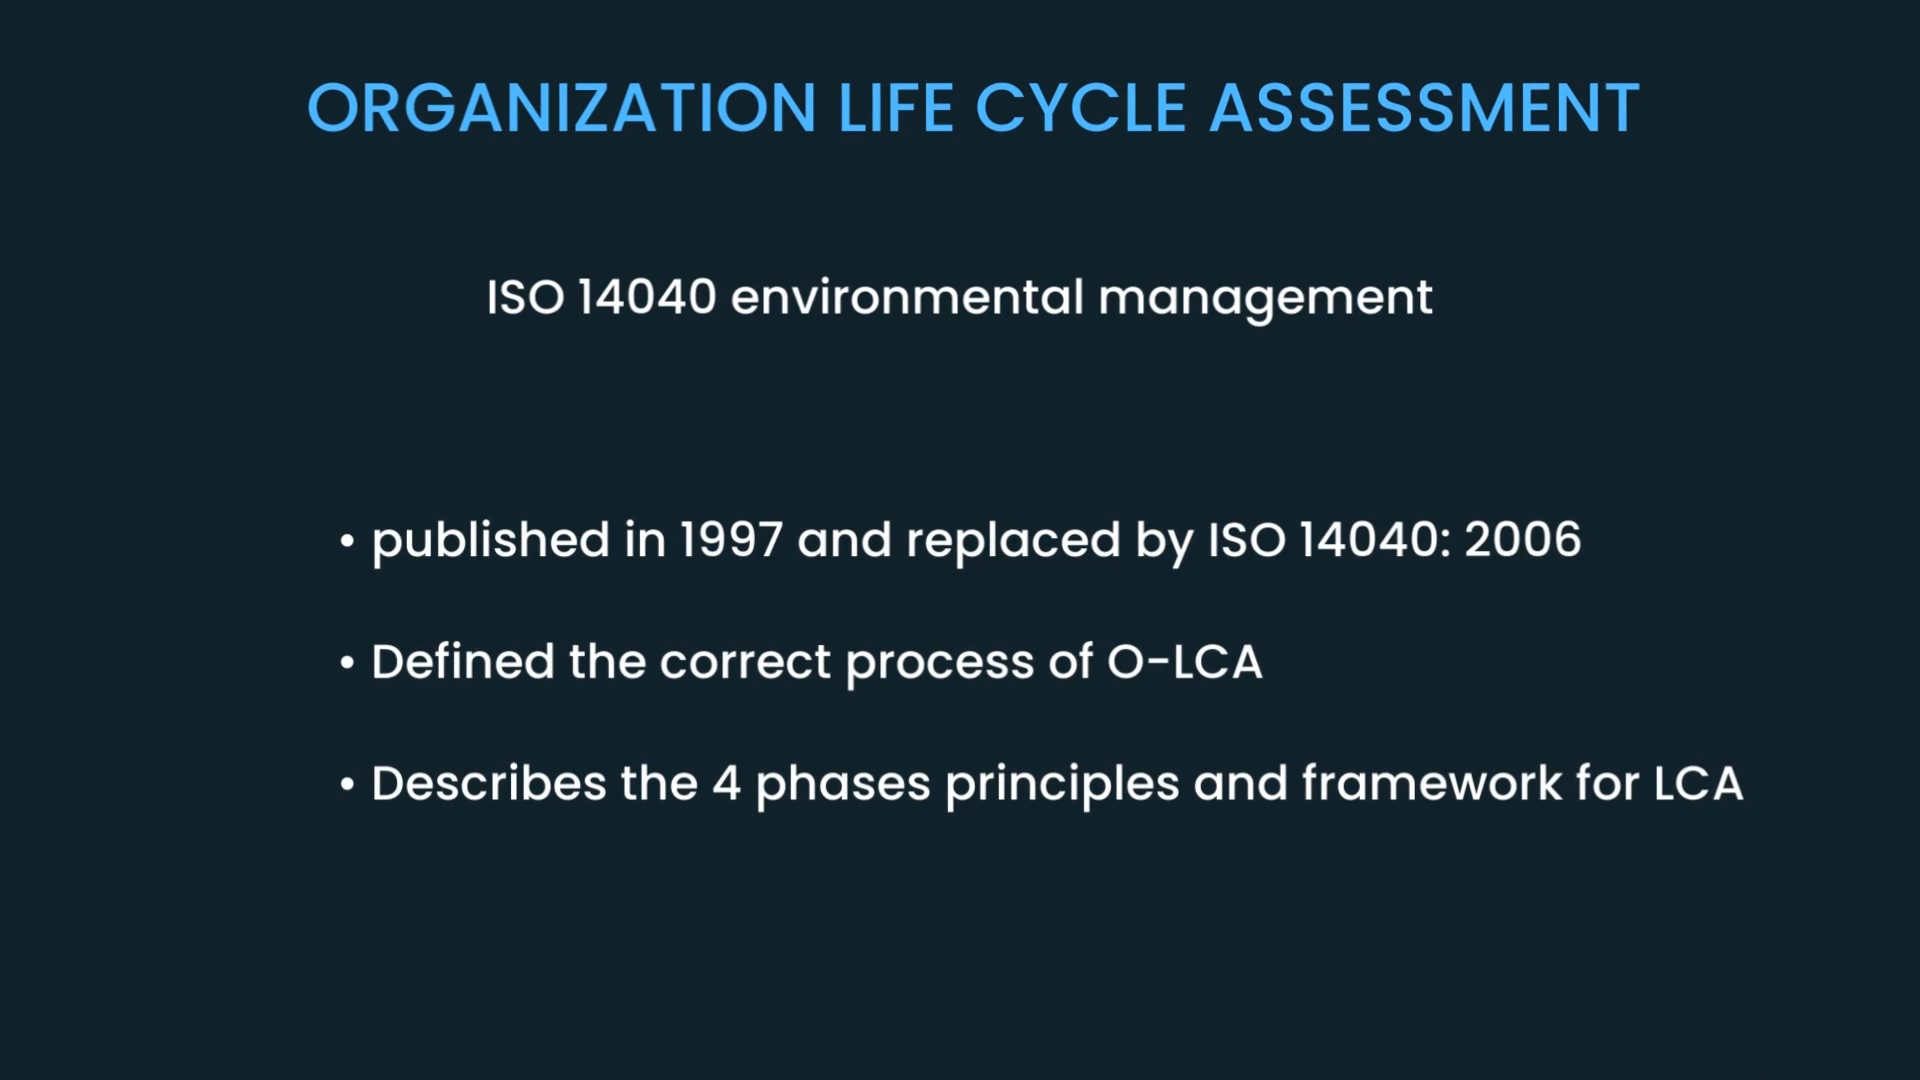 ORGANIZATION LIFE CYCLE ASSESSMENT
ISO 14040 environmental management
• published in 1997 and replaced by ISO 14040: 2006
• Defined the correct process of O-LCA
• Describes the 4 phases principles and framework for LCA